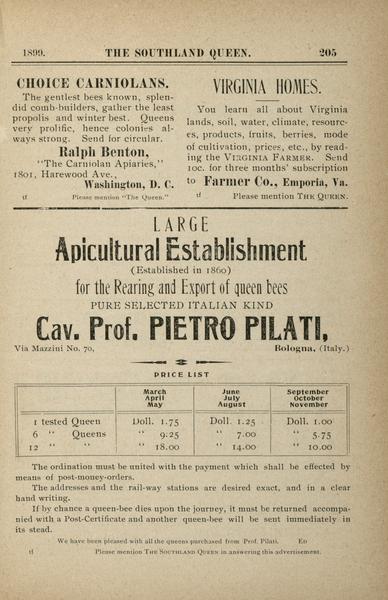 1899. THE SOUTHLAND QUEEN. 205
CHOICE CARNIOLANS.
The gentlest bees known, splen-
did comb-builders, gather the least
propolis and winter best. Queens
very prolific, hence colonies al-
ways strong. Send for circular.
Ralph Benton,
"The Carniolan Apiaries,"
1801, Harewood Ave.,
Washington, D. C.
tf Please mention "The Queen."
VIRGINIA HOMES.
You learn all about Virginia
lands, soil, water, climate, resourc-
es, products, fruits, berries, mode
of cultivation, prices, etc., by read-
ing the VIRGINIA FARMER. Send
10c. for three months' subscription
to Farmer Co., Emporia, Va.
tf Please mention THE QUEEN.
LARGE
Apicultural Establishment
(Established in 1860)
for the Rearing and Export of queen bees
PURE SELECTED ITALIAN KIND
Cav. Prof. PIETRO PILATI,
Via Mazzini No. 70, Bologna, (Italy.)
PRICE LIST
March April May June July August September October November
1 tested Queen Doll. 1.75 Doll. 1.25 Doll. 1.00
6 " Queens " 9.25 " 7.00 " 5.75
12 " " " 18.00 " 14.00 " 10.00
The ordination must be united with the payment which shall be effected by
means of post-money-orders.
The addresses and the rail-way stations are desired exact, and in a clear
hand writing.
If by chance a queen-bee dies upon the journey, it must be returned accompa-
nied with a Post-Certificate and another queen-bee will be sent immediately in
its stead.
We have been pleased with all the queens purchased from Prof. Pilati. ED
tf Please mention THE SOUTHLAND QUEEN in answering this advertisement.